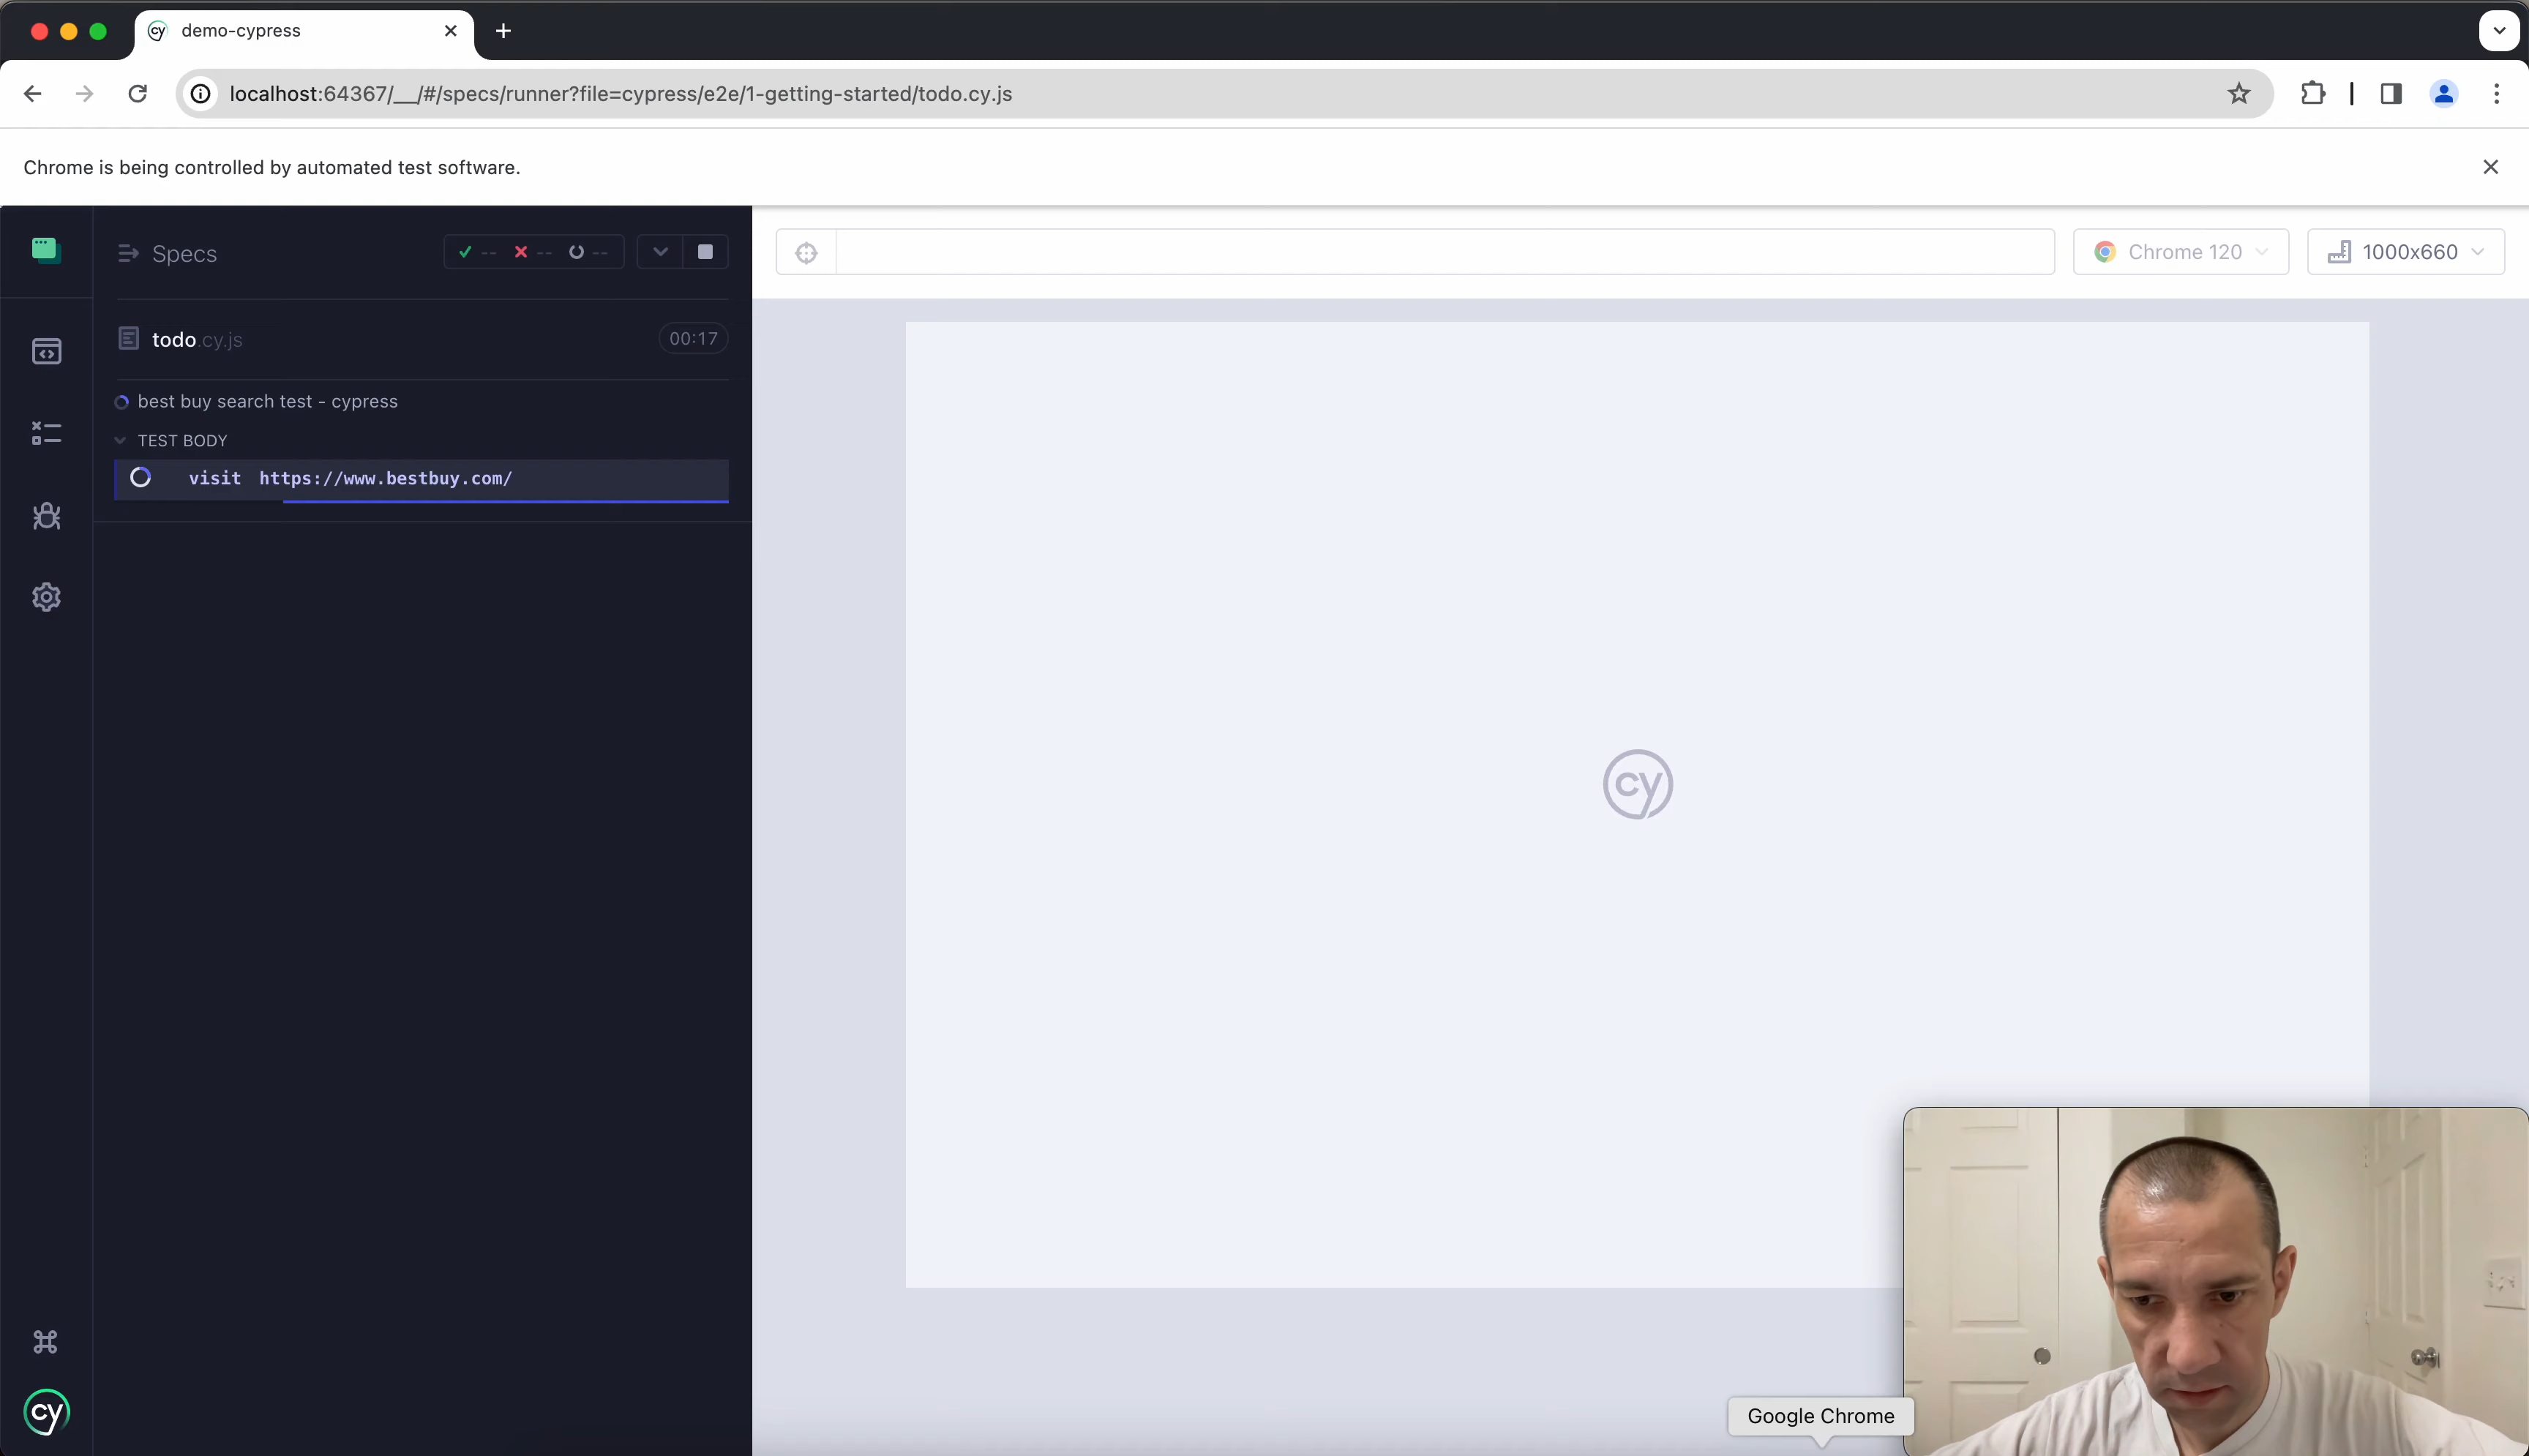 demo-cypress
localhost:64367/__/#/specs/runner?file=cypress/e2e/1-getting-started/todo.cy.js
Chrome is being controlled by automated test software.
Specs
-- -- --
Chrome 120
1000x660
todo.cy.js
00:17
best buy search test - cypress
TEST BODY
visit https://www.bestbuy.com/
cy
cy
Google Chrome